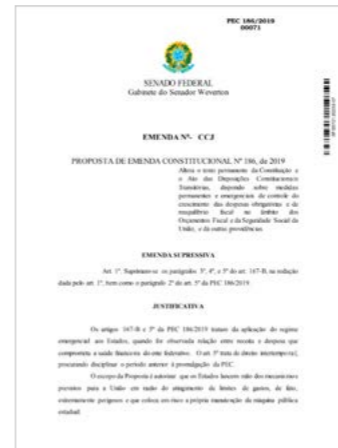 PEC 186/2019
00071
SENADO FEDERAL
Gabinete do Senador Weverton
EMENDA Nº- CCJ
PROPOSTA DE EMENDA CONSTITUCIONAL Nº 186, de 2019
Altera o texto permanente da Constituição e
o Ato das Disposições Constitucionais
Transitórias, dispondo sobre medidas
permanentes e emergenciais de controle do
crescimento das despesas obrigatórias e de
reequilíbrio fiscal no âmbito dos
Orçamentos Fiscal e da Seguridade Social da
União, e dá outras providências.
EMENDA SUPRESSIVA
Art. 1º. Suprimam-se os parágrafos 3º, 4º, e 5º do art. 167-B, na redação
dada pelo art. 1º, bem como o parágrafo 2º do art. 5º da PEC 186/2019.
JUSTIFICATIVA
Os artigos 167-B e 5º da PEC 186/2019 tratam da aplicação do regime
emergencial aos Estados, quando for observada relação entre receita e despesa que
comprometa a saúde financeira do ente federativo. O art. 5º trata de direito intertemporal,
procurando disciplinar o período anterior à promulgação da PEC.
O escopo da Proposta é autorizar que os Estados lancem mão dos mecanismos
previstos para a União em razão do atingimento de limites de gastos, de fato,
extremamente perigosos e que coloca em risco a própria manutenção da máquina pública
estadual.